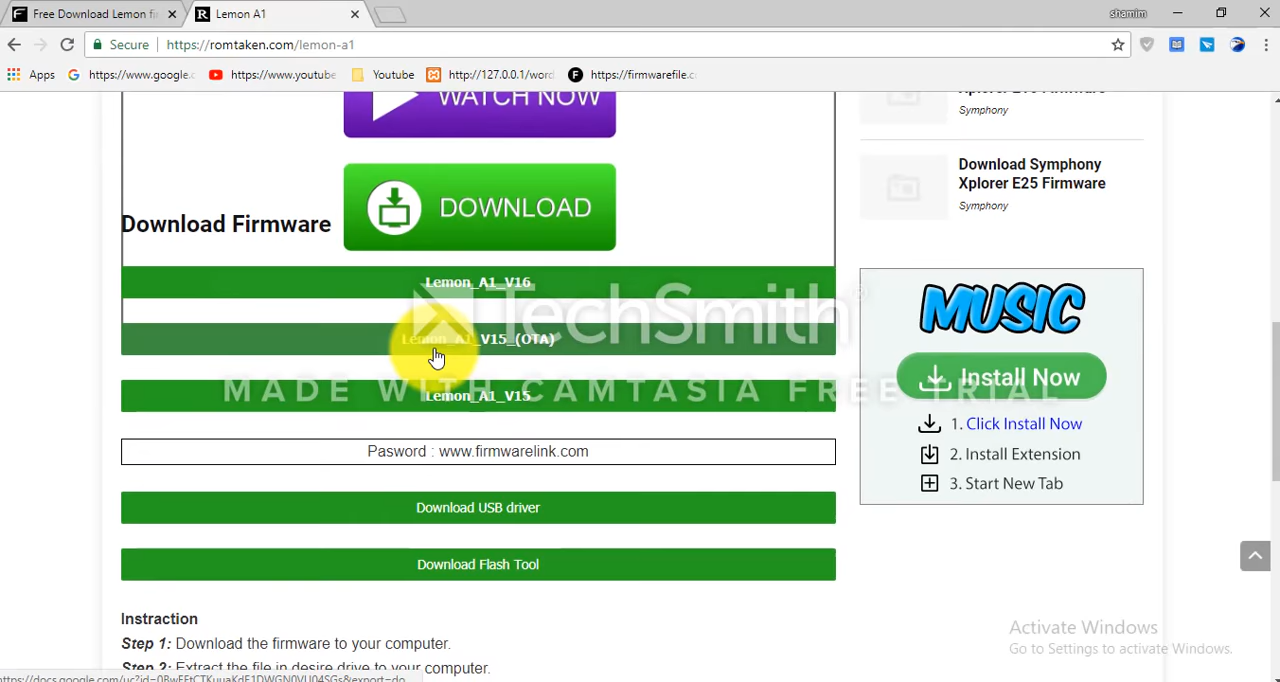 Free Download Lemon fi
Lemon A1
shamim
Secure
https://romtaken.com/lemon-a1
Apps
https://www.google.
https://www.youtube
Youtube
http://127.0.0.1/word
https://firmwarefile.c
WATCH NOW
Symphony
Download Symphony
Xplorer E25 Firmware
Symphony
Download Firmware
DOWNLOAD
Lemon_A1_V16
TechSmith®
Lemon_A1_V15_(OTA)
MADE WITH CAMTASIA FREE TRIAL
Lemon_A1_V15
Pasword : www.firmwarelink.com
Download USB driver
Download Flash Tool
MUSIC
Install Now
1. Click Install Now
2. Install Extension
3. Start New Tab
Instraction
Step 1: Download the firmware to your computer.
Step 2: Extract the file in desire drive to your computer.
Activate Windows
Go to Settings to activate Windows.